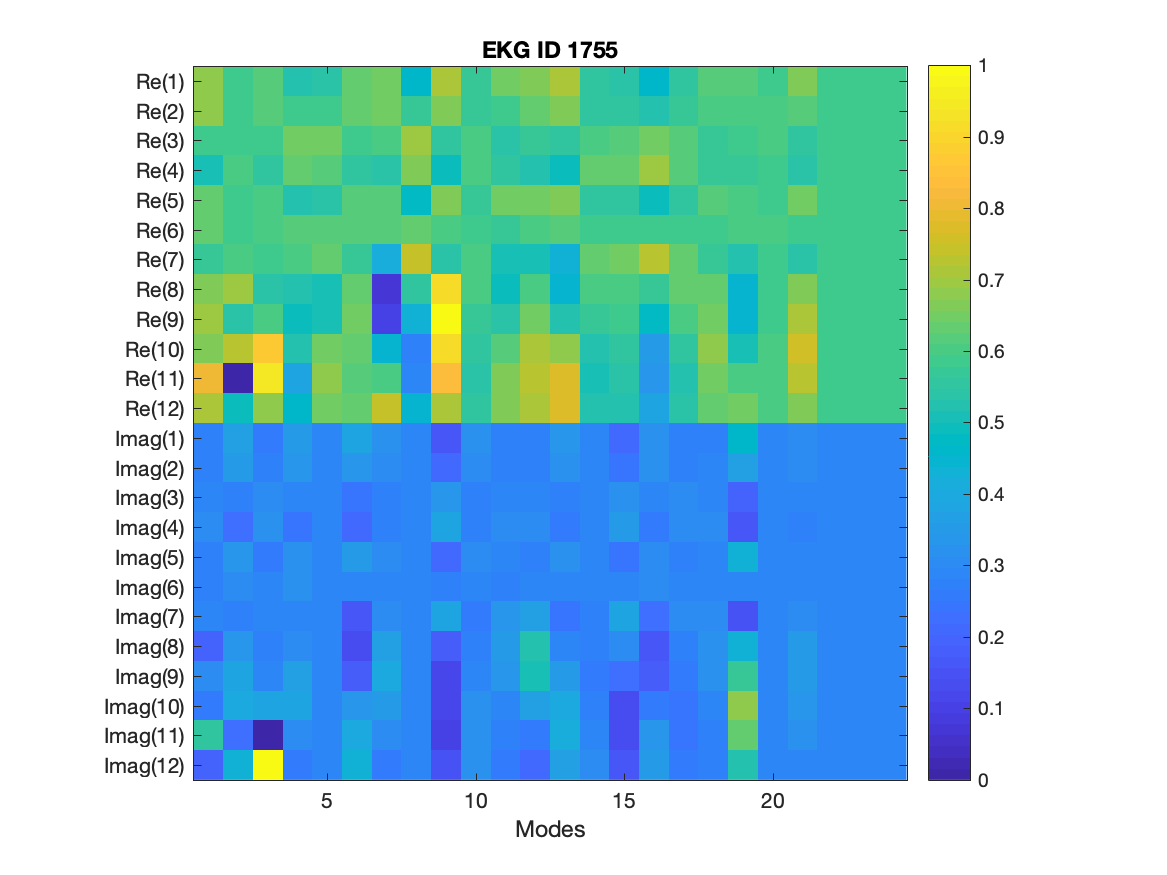 EKG ID 1755
Re(1)
Re(2)
Re(3)
Re(4)
Re(5)
Re(6)
Re(7)
Re(8)
Re(9)
Re(10)
Re(11)
Re(12)
Imag(1)
Imag(2)
Imag(3)
Imag(4)
Imag(5)
Imag(6)
Imag(7)
Imag(8)
Imag(9)
Imag(10)
Imag(11)
Imag(12)
5 10 15 20
Modes
1
0.9
0.8
0.7
0.6
0.5
0.4
0.3
0.2
0.1
0